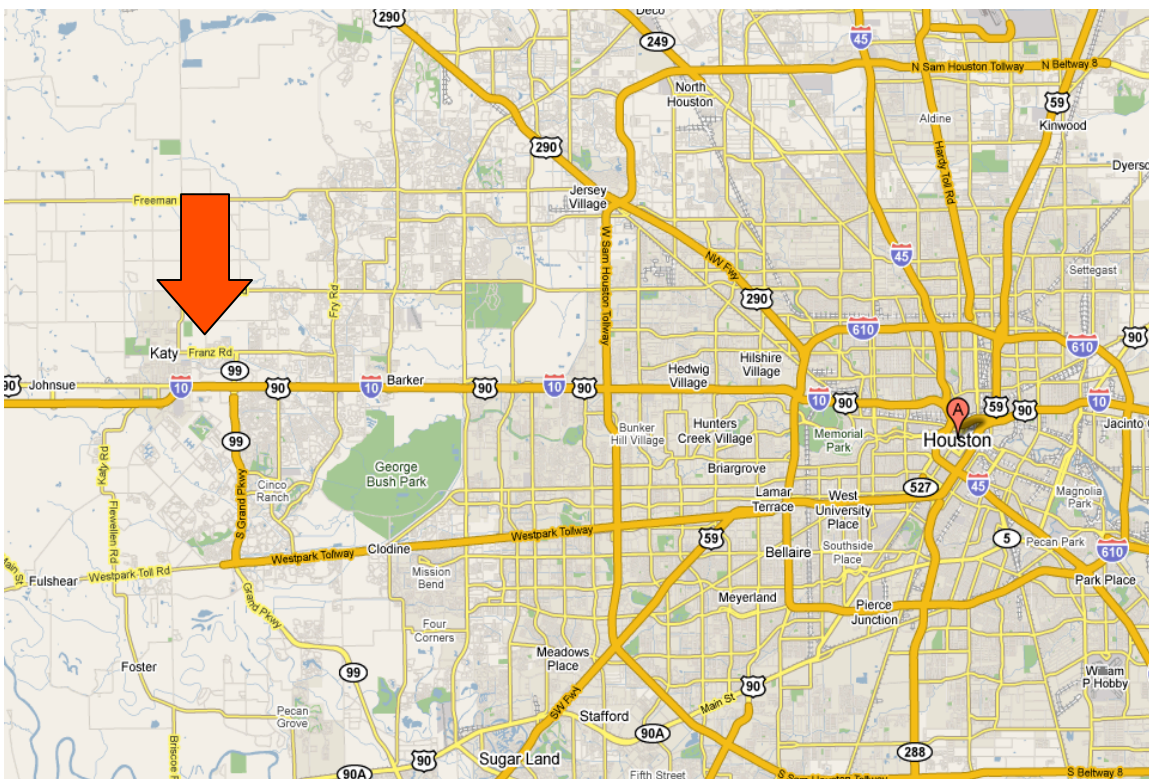 290
Deco
249
45
N Sam Houston Tollway
N Beltway 8
North
Houston
59
Kinwood
Aldine
290
Hardy Toll Rd
Dyers
Freeman
Jersey
Village
W Sam Houston Tollway
NW Fwy
45
Settegast
Fry Rd
290
610
90
610
Katy
Franz Rd
99
Hilshire
Village
Hedwig
Village
90
Johnsue
10
90
10
Barker
90
10
90
10
90
A
59
90
10
Houston
Jacinto
Bunker
Hill Village
Hunters
Creek Village
Memorial
Park
99
Katy Rd
George
Bush Park
Briargrove
Cinco
Ranch
S Grand Pkwy
Flewellen Rd
Lamar
Terrace
West
University
Place
527
45
Magnolia
Park
Westpark Tollway
59
5
Pecan Park
Westpark Tollway
Clodine
Bellaire
Southside
Place
610
Main St
Fulshear
Westpark Toll Rd
Mission
Bend
Park Place
Grand Pkwy
Meyerland
Pierce
Junction
Four
Corners
Foster
99
Meadows
Place
William
P Hobby
90
Main St
SW Fwy
Pecan
Grove
Stafford
90A
Briscoe
90
Sugar Land
288
90A
Fifth Street
S Sam Houston Tollway
S Beltway 8